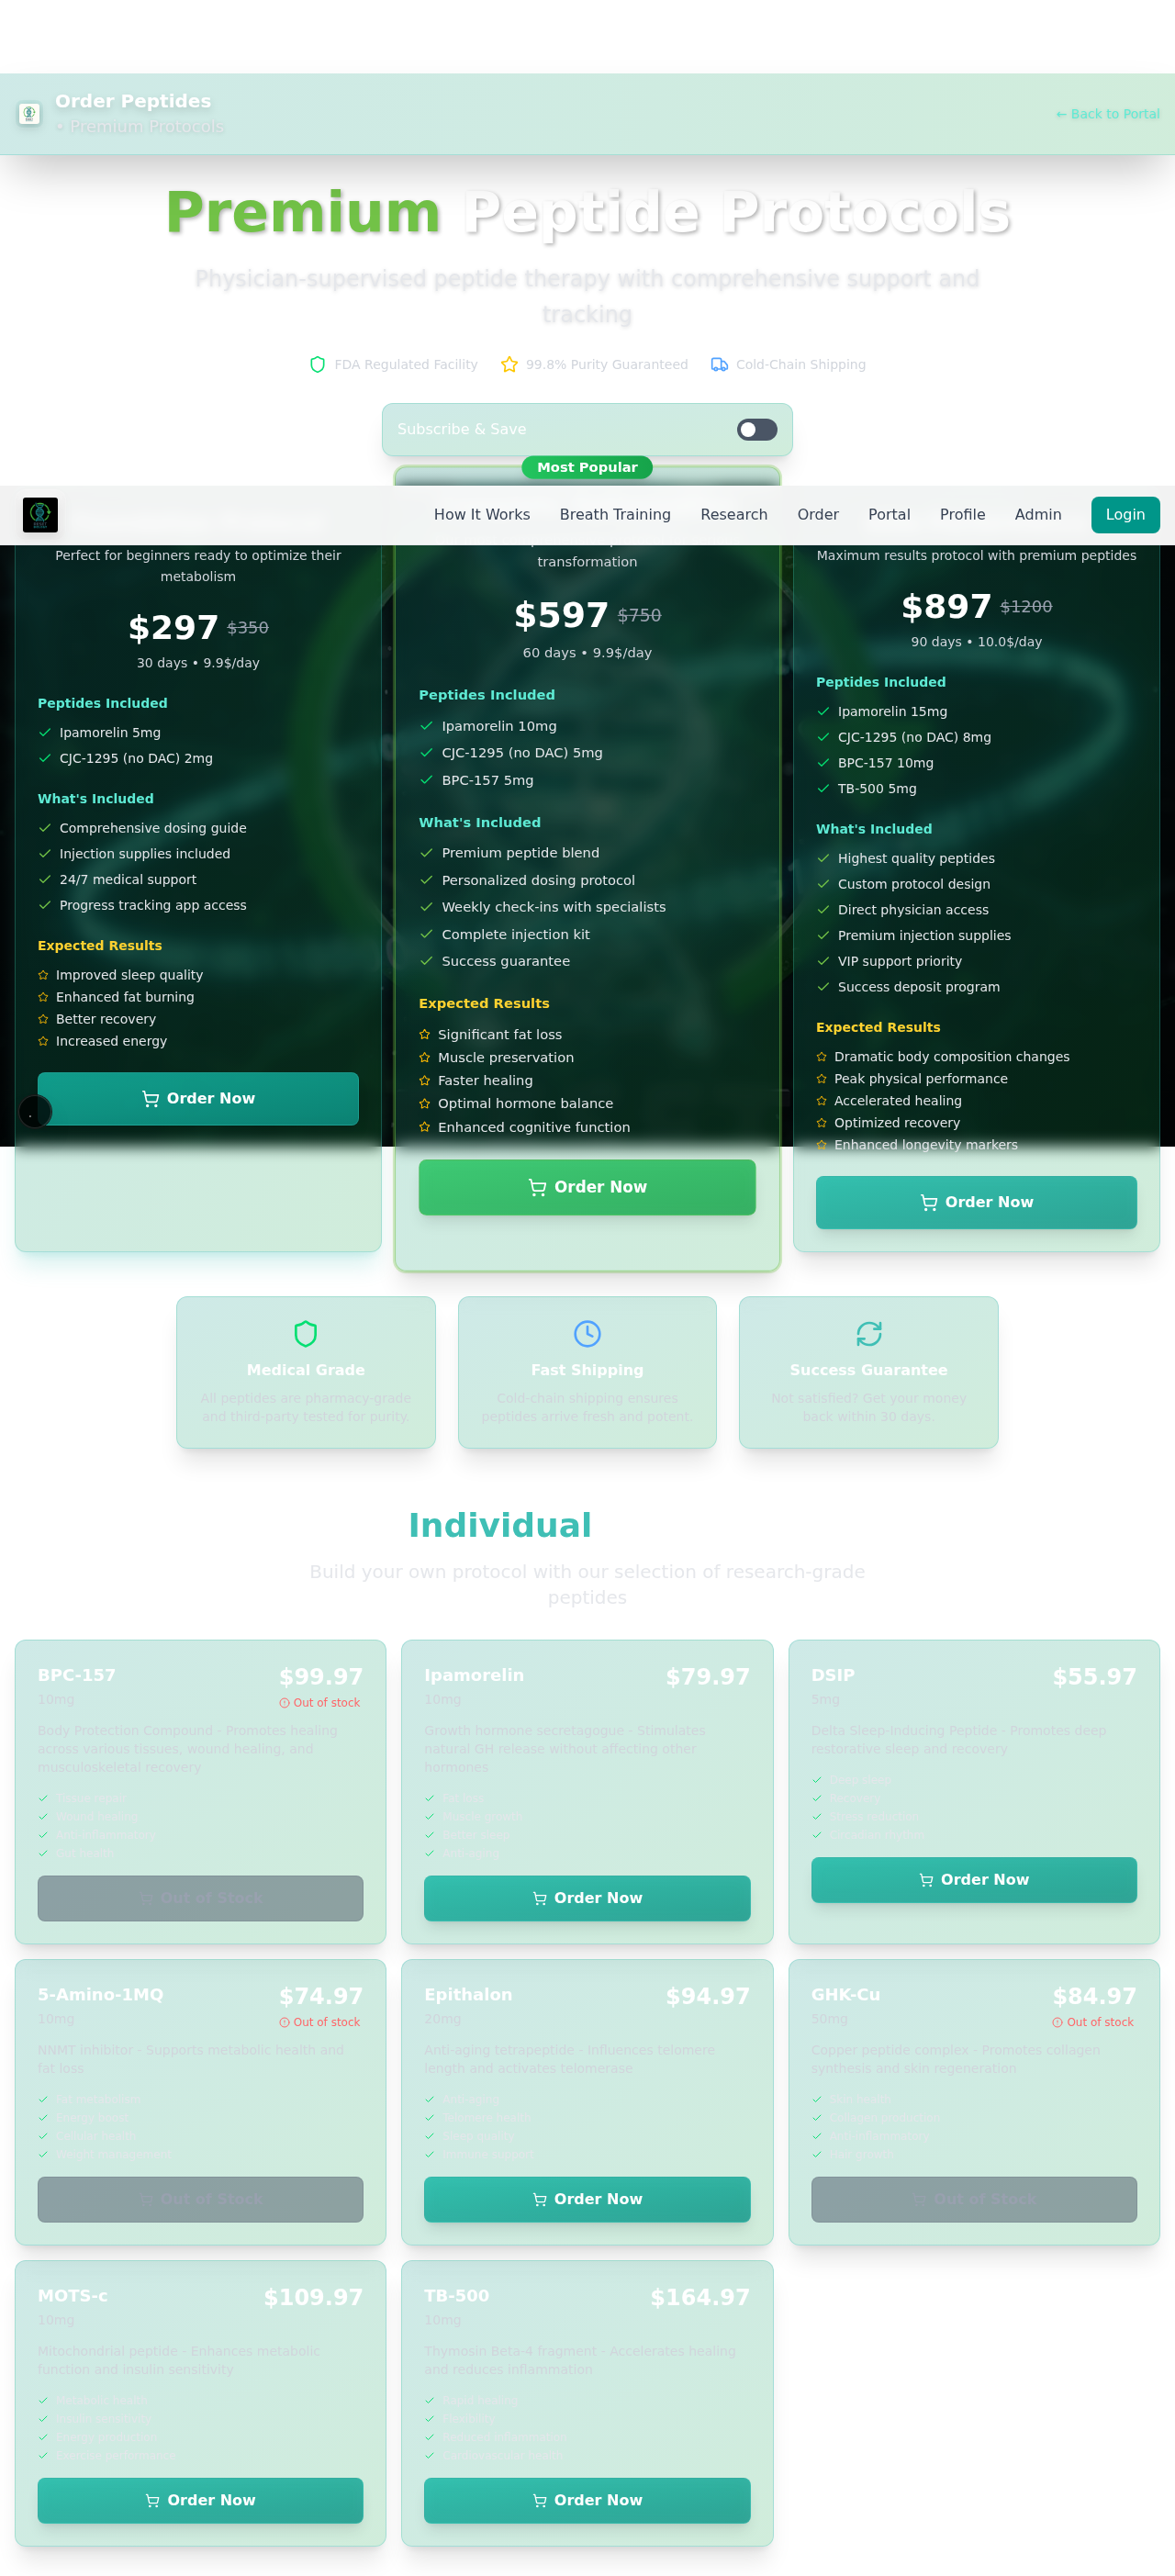 Order Peptides
• Premium Protocols
← Back to Portal
Premium Peptide Protocols
Physician-supervised peptide therapy with comprehensive support and
tracking
FDA Regulated Facility
99.8% Purity Guaranteed
Cold-Chain Shipping
Subscribe & Save
Most Popular
How It Works
Breath Training
Research
Order
Portal
Profile
Admin
Login
Perfect for beginners ready to optimize their
metabolism
$297 $350
30 days • 9.9$/day
Peptides Included
Ipamorelin 5mg
CJC-1295 (no DAC) 2mg
What's Included
Comprehensive dosing guide
Injection supplies included
24/7 medical support
Progress tracking app access
Expected Results
Improved sleep quality
Enhanced fat burning
Better recovery
Increased energy
Order Now
transformation
$597 $750
60 days • 9.9$/day
Peptides Included
Ipamorelin 10mg
CJC-1295 (no DAC) 5mg
BPC-157 5mg
What's Included
Premium peptide blend
Personalized dosing protocol
Weekly check-ins with specialists
Complete injection kit
Success guarantee
Expected Results
Significant fat loss
Muscle preservation
Faster healing
Optimal hormone balance
Enhanced cognitive function
Order Now
Maximum results protocol with premium peptides
$897 $1200
90 days • 10.0$/day
Peptides Included
Ipamorelin 15mg
CJC-1295 (no DAC) 8mg
BPC-157 10mg
TB-500 5mg
What's Included
Highest quality peptides
Custom protocol design
Direct physician access
Premium injection supplies
VIP support priority
Success deposit program
Expected Results
Dramatic body composition changes
Peak physical performance
Accelerated healing
Optimized recovery
Enhanced longevity markers
Order Now
Medical Grade
All peptides are pharmacy-grade
and third-party tested for purity.
Fast Shipping
Cold-chain shipping ensures
peptides arrive fresh and potent.
Success Guarantee
Not satisfied? Get your money
back within 30 days.
Individual
Build your own protocol with our selection of research-grade
peptides
BPC-157
$99.97
10mg
Out of stock
Body Protection Compound - Promotes healing
across various tissues, wound healing, and
musculoskeletal recovery
Out of Stock
Ipamorelin
$79.97
10mg
Growth hormone secretagogue - Stimulates
natural GH release without affecting other
hormones
Order Now
DSIP
$55.97
5mg
Delta Sleep-Inducing Peptide - Promotes deep
restorative sleep and recovery
Order Now
5-Amino-1MQ
$74.97
10mg
Out of stock
NNMT inhibitor - Supports metabolic health and
fat loss
Out of Stock
Epithalon
$94.97
20mg
Anti-aging tetrapeptide - Influences telomere
length and activates telomerase
Order Now
GHK-Cu
$84.97
50mg
Out of stock
Copper peptide complex - Promotes collagen
synthesis and skin regeneration
Out of Stock
MOTS-c
$109.97
10mg
Mitochondrial peptide - Enhances metabolic
function and insulin sensitivity
Order Now
TB-500
$164.97
10mg
Thymosin Beta-4 fragment - Accelerates healing
and reduces inflammation
Order Now